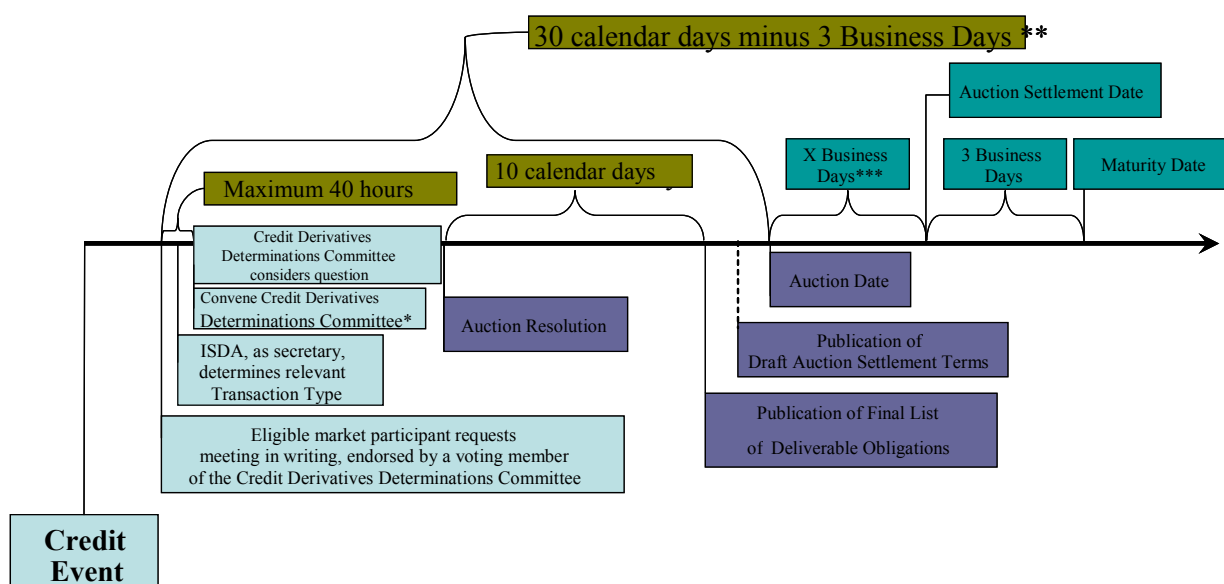 30 calendar days minus 3 Business Days **
Auction Settlement Date
X Business
Days***
3 Business
Days
Maturity Date
10 calendar days
Maximum 40 hours
Credit Derivatives
Determinations Committee
considers question
Convene Credit Derivatives
Determinations Committee*
ISDA, as secretary,
determines relevant
Transaction Type
Eligible market participant requests
meeting in writing, endorsed by a voting member
of the Credit Derivatives Determinations Committee
Auction Resolution
Auction Date
Publication of
Draft Auction Settlement Terms
Publication of Final List
of Deliverable Obligations
Credit
Event